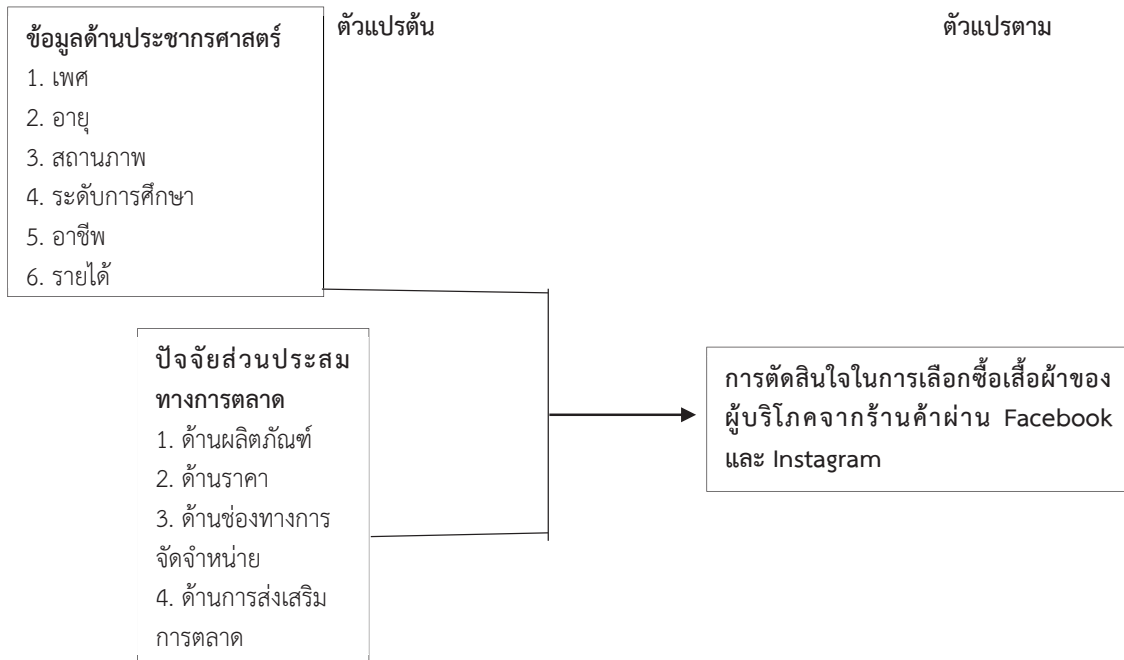 ตัวแปรต้น
ตัวแปรตาม
ข้อมูลด้านประชากรศาสตร์
1. เพศ
2. อายุ
3. สถานภาพ
4. ระดับการศึกษา
5. อาชีพ
6. รายได้
ปัจจัยส่วนประสม
ทางการตลาด
1. ด้านผลิตภัณฑ์
2. ด้านราคา
3. ด้านช่องทางการ
จัดจำหน่าย
4. ด้านการส่งเสริม
การตลาด
การตัดสินใจในการเลือกซื้อเสื้อผ้าของ
ผู้บริโภคจากร้านค้าผ่าน Facebook
และ Instagram